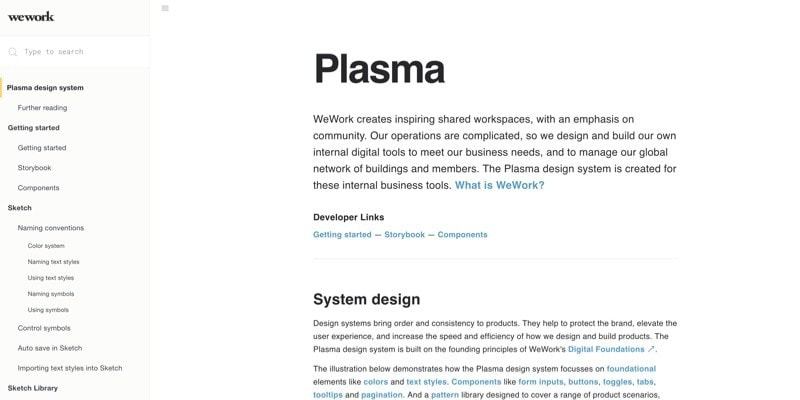 wework
Type to search
Plasma design system
Further reading
Getting started
Getting started
Storybook
Components
Sketch
Naming conventions
Color system
Naming text styles
Using text styles
Naming symbols
Using symbols
Control symbols
Auto save in Sketch
Importing text styles into Sketch
Sketch Library
Plasma
WeWork creates inspiring shared workspaces, with an emphasis on
community. Our operations are complicated, so we design and build our own
internal digital tools to meet our business needs, and to manage our global
network of buildings and members. The Plasma design system is created for
these internal business tools. What is WeWork?
Developer Links
Getting started — Storybook — Components
System design
Design systems bring order and consistency to products. They help to protect the brand, elevate the
user experience, and increase the speed and efficiency of how we design and build products. The
Plasma design system is built on the founding principles of WeWork's Digital Foundations ↗.
The illustration below demonstrates how the Plasma design system focusses on foundational
elements like colors and text styles. Components like form inputs, buttons, toggles, tabs,
tooltips and pagination. And a pattern library designed to cover a range of product scenarios,